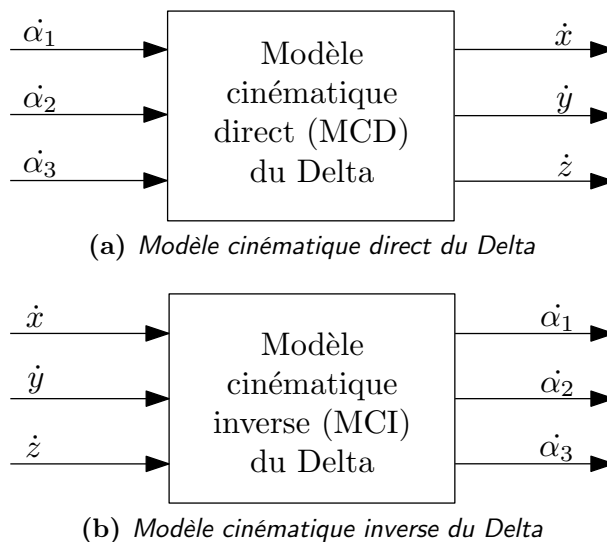 α̇1
ẋ
Modèle
cinématique
direct (MCD)
du Delta
α̇2
ẏ
α̇3
ż
(a) Modèle cinématique direct du Delta
ẋ
α̇1
Modèle
cinématique
inverse (MCI)
du Delta
ẏ
α̇2
ż
α̇3
(b) Modèle cinématique inverse du Delta